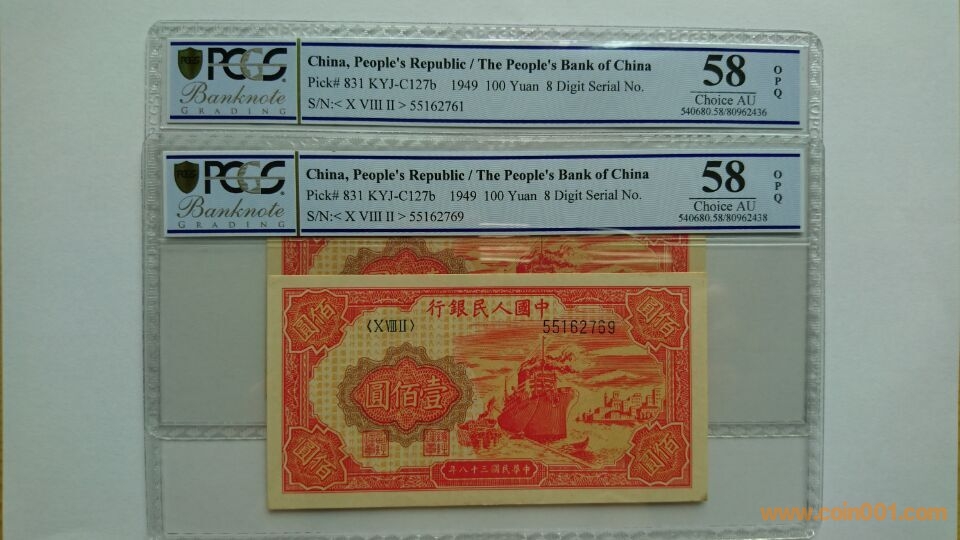 PCGS
Banknote
GRADING
China, People's Republic / The People's Bank of China
Pick# 831 KYJ-C127b 1949 100 Yuan 8 Digit Serial No.
S/N:< X VIII II > 55162761
58
Choice AU
540680.58/80962436
OPQ
PCGS
Banknote
GRADING
China, People's Republic / The People's Bank of China
Pick# 831 KYJ-C127b 1949 100 Yuan 8 Digit Serial No.
S/N:< X VIII II > 55162769
58
Choice AU
540680.58/80962438
OPQ
行銀民人國中
〈X VIII II〉
55162769
圓佰壹
佰圓
佰圓
佰圓
佰圓
年八十三國民華中
www.coin001.com